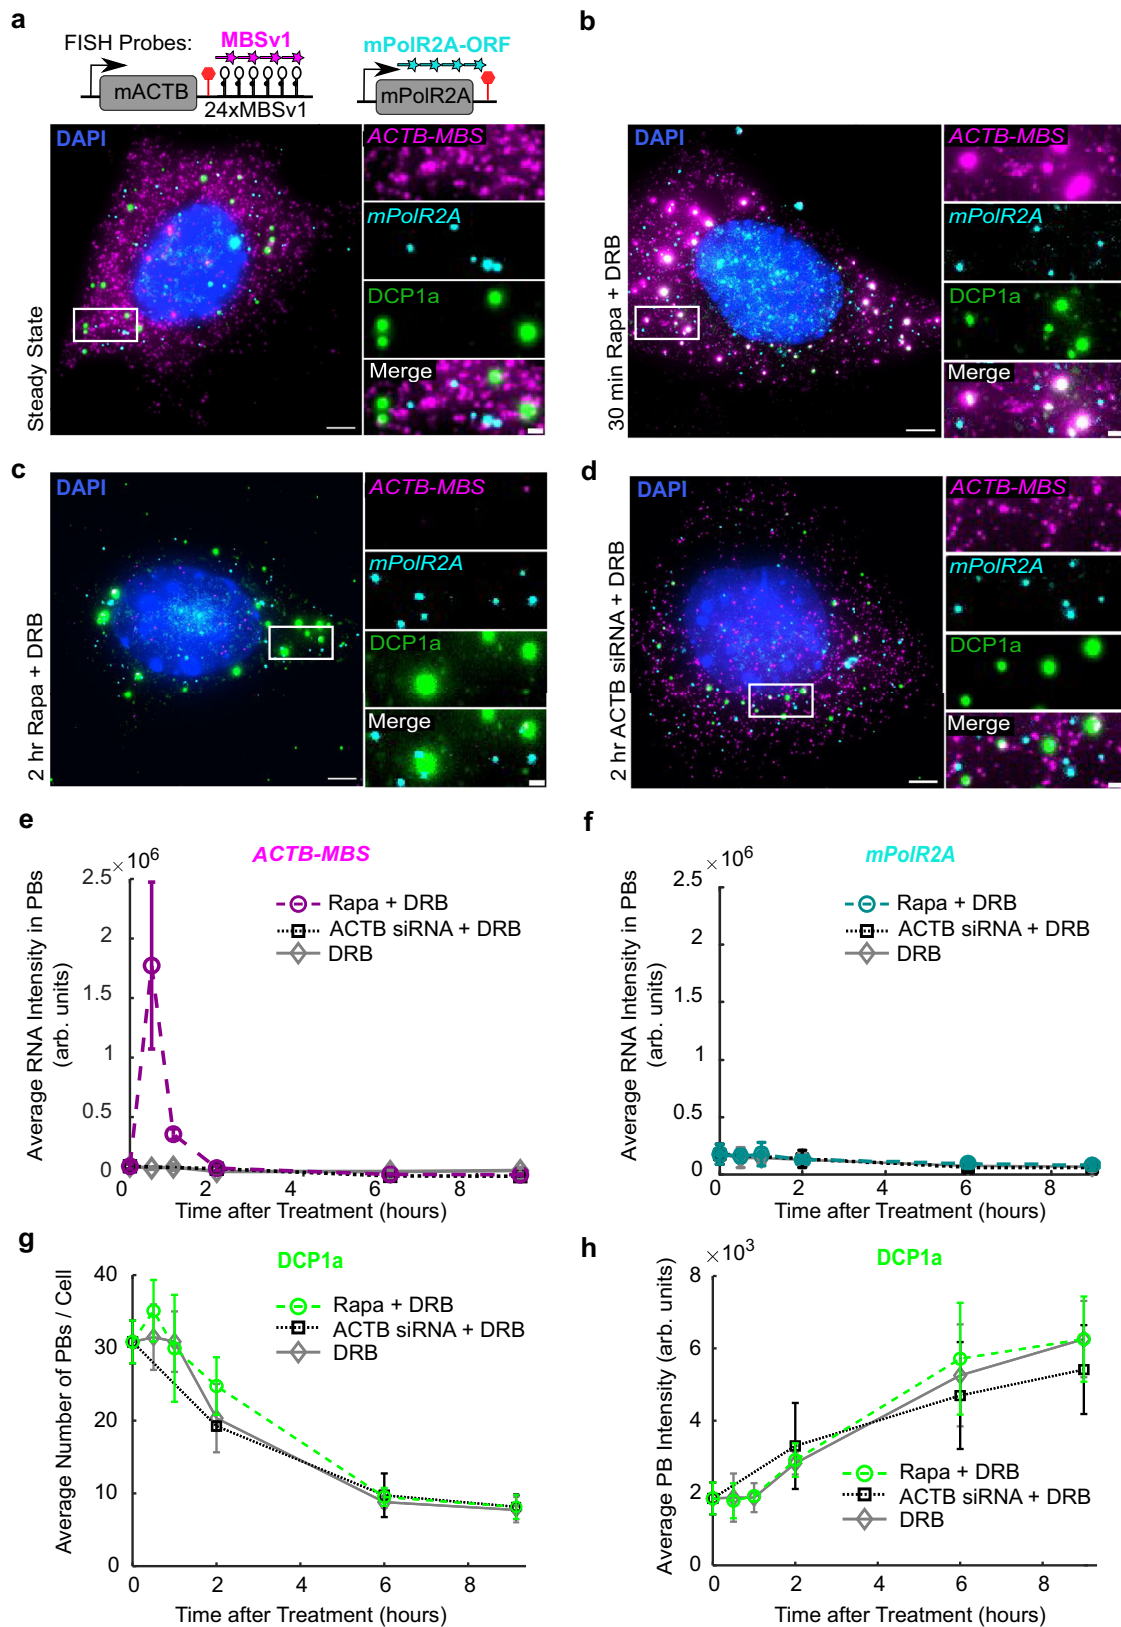 a
FISH Probes:
MBSv1
mACTB
24xMBSv1
mPolR2A-ORF
mPolR2A
Steady State
DAPI
ACTB-MBS
mPolR2A
DCP1a
Merge
b
30 min Rapa + DRB
DAPI
ACTB-MBS
mPolR2A
DCP1a
Merge
c
2 hr Rapa + DRB
DAPI
ACTB-MBS
mPolR2A
DCP1a
Merge
d
2 hr ACTB siRNA + DRB
DAPI
ACTB-MBS
mPolR2A
DCP1a
Merge
e
ACTB-MBS
×10^6
Average RNA Intensity in PBs
(arb. units)
2.5
2
1.5
1
0.5
0
Rapa + DRB
ACTB siRNA + DRB
DRB
0 2 4 6 8
Time after Treatment (hours)
f
mPolR2A
×10^6
Average RNA Intensity in PBs
(arb. units)
2.5
2
1.5
1
0.5
0
Rapa + DRB
ACTB siRNA + DRB
DRB
0 2 4 6 8
Time after Treatment (hours)
g
DCP1a
Average Number of PBs / Cell
40
30
20
10
0
Rapa + DRB
ACTB siRNA + DRB
DRB
0 2 4 6 8
Time after Treatment (hours)
h
DCP1a
×10^3
Average PB Intensity (arb. units)
8
6
4
2
0
Rapa + DRB
ACTB siRNA + DRB
DRB
0 2 4 6 8
Time after Treatment (hours)